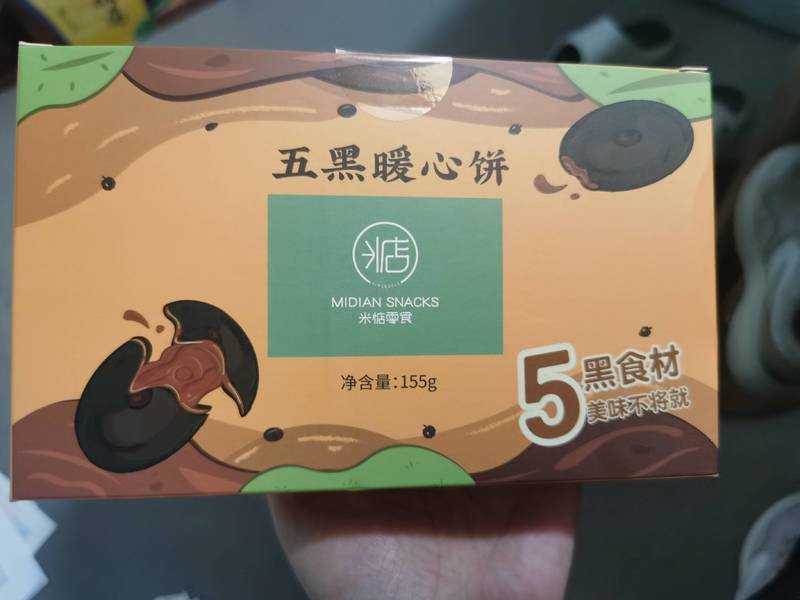 五黑暖心饼
MIDIAN SNACKS
米惦零食
净含量:155g
5黑食材
美味不将就